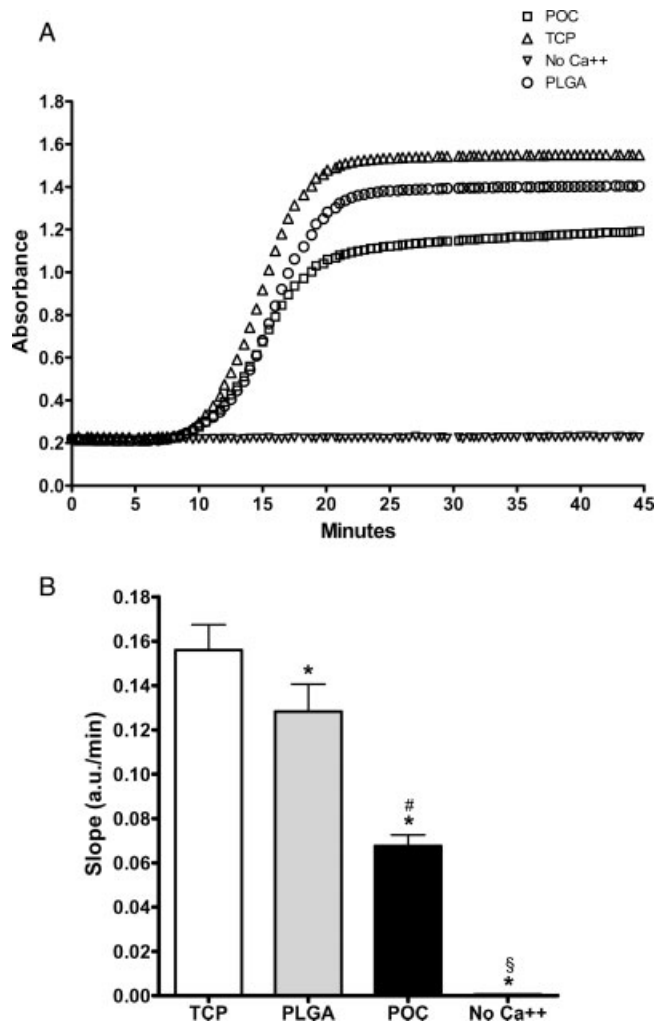 A
POC
TCP
No Ca++
PLGA
1.8
1.6
1.4
1.2
1.0
0.8
0.6
0.4
0.2
0.0
Absorbance
0 5 10 15 20 25 30 35 40 45
Minutes
B
0.18
0.16
0.14
0.12
0.10
0.08
0.06
0.04
0.02
0.00
Slope (a.u./min)
*
#
*
§
*
TCP PLGA POC No Ca++